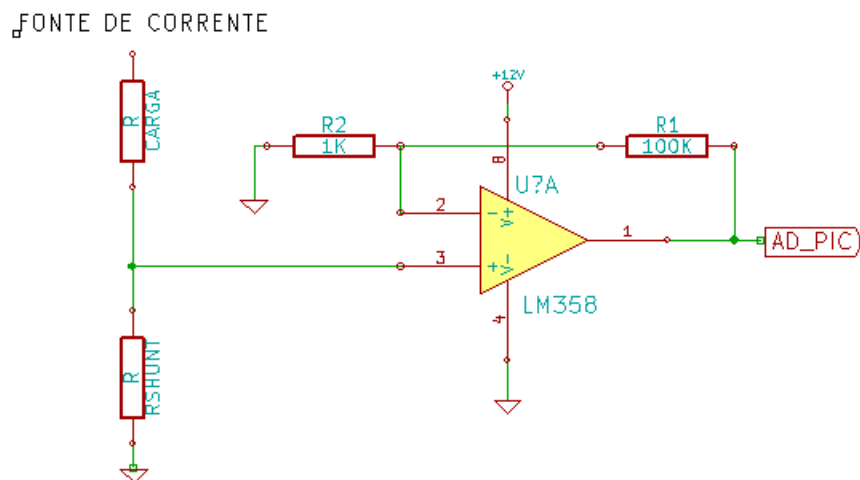 FONTE DE CORRENTE
+12V
R
CARGA
R2
1K
R1
100K
8
U?A
2
-
V+
1
AD_PIC
3
+
V-
LM358
4
R
RSHUNT